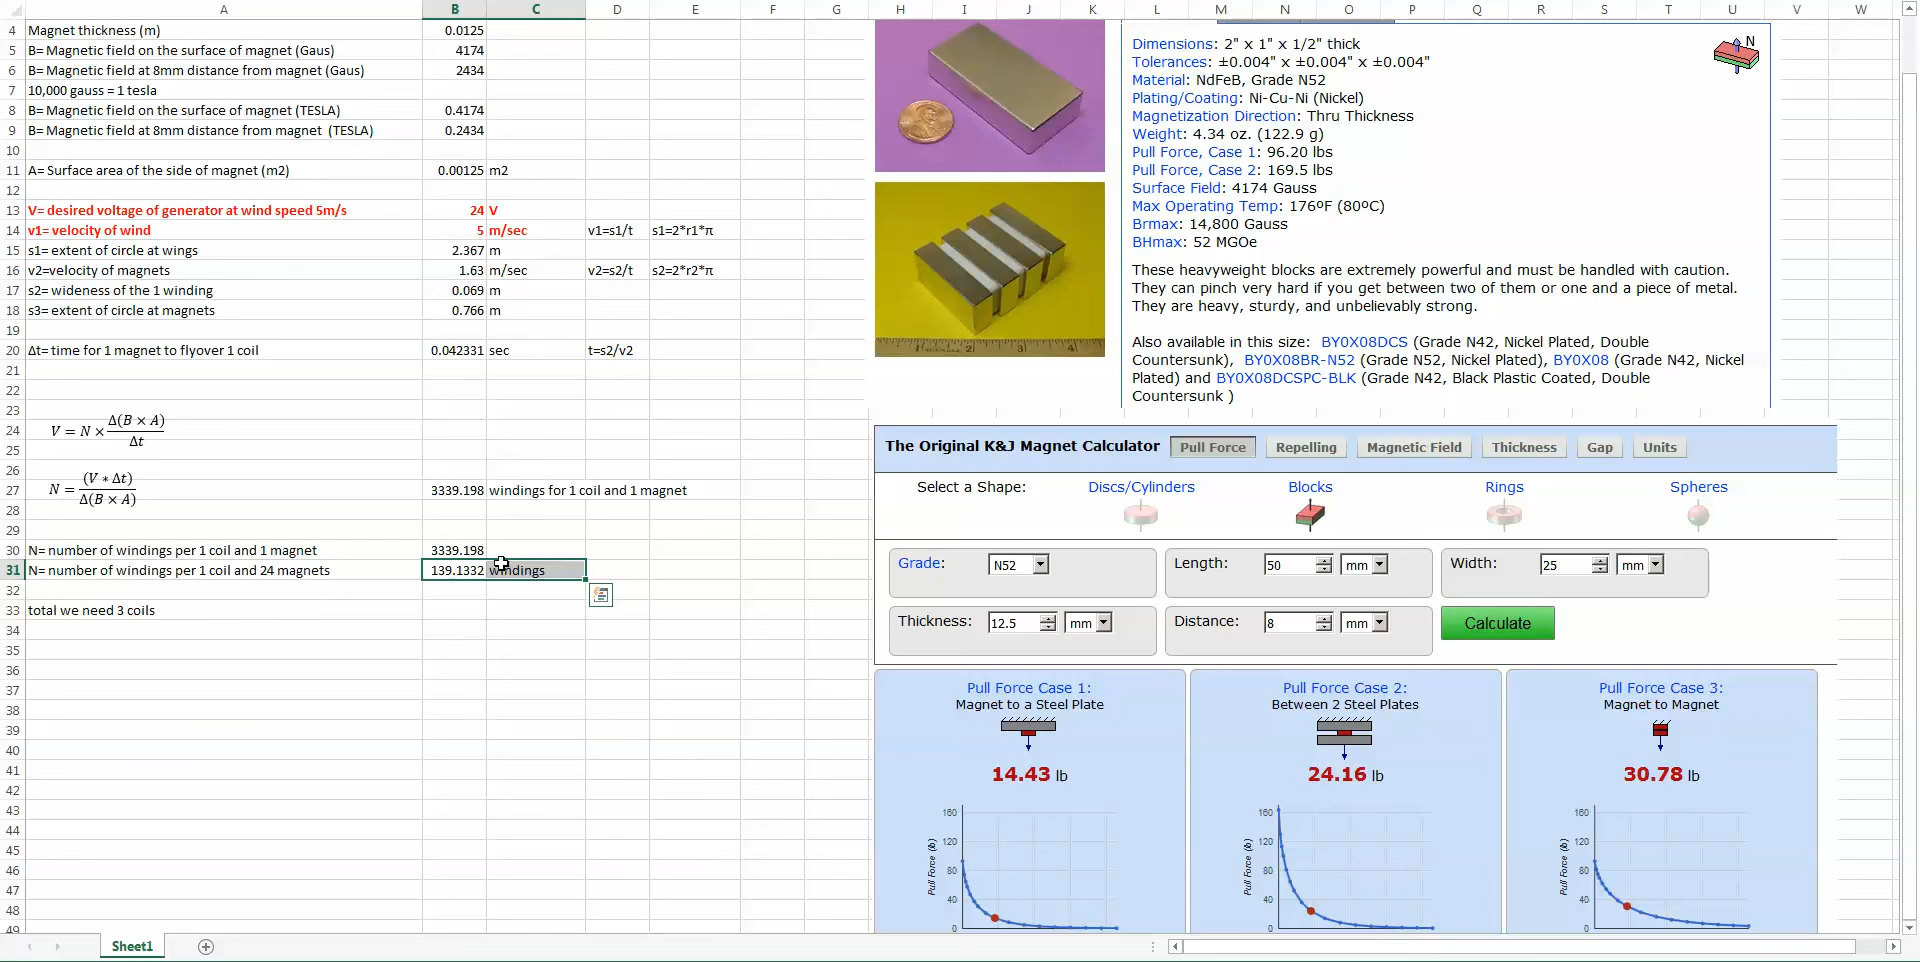 A B C D E F G H I J K L M N O P Q R S T U V W
4 Magnet thickness (m) 0.0125
5 B= Magnetic field on the surface of magnet (Gaus) 4174
6 B= Magnetic field at 8mm distance from magnet (Gaus) 2434
7 10,000 gauss = 1 tesla
8 B= Magnetic field on the surface of magnet (TESLA) 0.4174
9 B= Magnetic field at 8mm distance from magnet (TESLA) 0.2434
10
11 A= Surface area of the side of magnet (m2) 0.00125 m2
12
13 V= desired voltage of generator at wind speed 5m/s 24 V
14 v1= velocity of wind 5 m/sec v1=s1/t s1=2*r1*π
15 s1= extent of circle at wings 2.367 m
16 v2=velocity of magnets 1.63 m/sec v2=s2/t s2=2*r2*π
17 s2= wideness of the 1 winding 0.069 m
18 s3= extent of circle at magnets 0.766 m
19
20 Δt= time for 1 magnet to flyover 1 coil 0.042331 sec t=s2/v2
21
22
23
24 V = N × Δ(B × A) / Δt
25
26
27 N = (V * Δt) / Δ(B × A) 3339.198 windings for 1 coil and 1 magnet
28
29
30 N= number of windings per 1 coil and 1 magnet 3339.198
31 N= number of windings per 1 coil and 24 magnets 139.1332 windings
32
33 total we need 3 coils
34
35
36
37
38
39
40
41
42
43
44
45
46
47
48
49
Sheet1
Dimensions: 2" x 1" x 1/2" thick
Tolerances: ±0.004" x ±0.004" x ±0.004"
Material: NdFeB, Grade N52
Plating/Coating: Ni-Cu-Ni (Nickel)
Magnetization Direction: Thru Thickness
Weight: 4.34 oz. (122.9 g)
Pull Force, Case 1: 96.20 lbs
Pull Force, Case 2: 169.5 lbs
Surface Field: 4174 Gauss
Max Operating Temp: 176ºF (80ºC)
Brmax: 14,800 Gauss
BHmax: 52 MGOe
N
These heavyweight blocks are extremely powerful and must be handled with caution.
They can pinch very hard if you get between two of them or one and a piece of metal.
They are heavy, sturdy, and unbelievably strong.
Also available in this size: BY0X08DCS (Grade N42, Nickel Plated, Double
Countersunk), BY0X08BR-N52 (Grade N52, Nickel Plated), BY0X08 (Grade N42, Nickel
Plated) and BY0X08DCSPC-BLK (Grade N42, Black Plastic Coated, Double
Countersunk )
The Original K&J Magnet Calculator Pull Force Repelling Magnetic Field Thickness Gap Units
Select a Shape: Discs/Cylinders Blocks Rings Spheres
Grade: N52 Length: 50 mm Width: 25 mm
Thickness: 12.5 mm Distance: 8 mm Calculate
Pull Force Case 1:
Magnet to a Steel Plate
14.43 lb
Pull Force (lb)
160
120
80
40
0
Pull Force Case 2:
Between 2 Steel Plates
24.16 lb
Pull Force (lb)
160
120
80
40
0
Pull Force Case 3:
Magnet to Magnet
30.78 lb
Pull Force (lb)
160
120
80
40
0